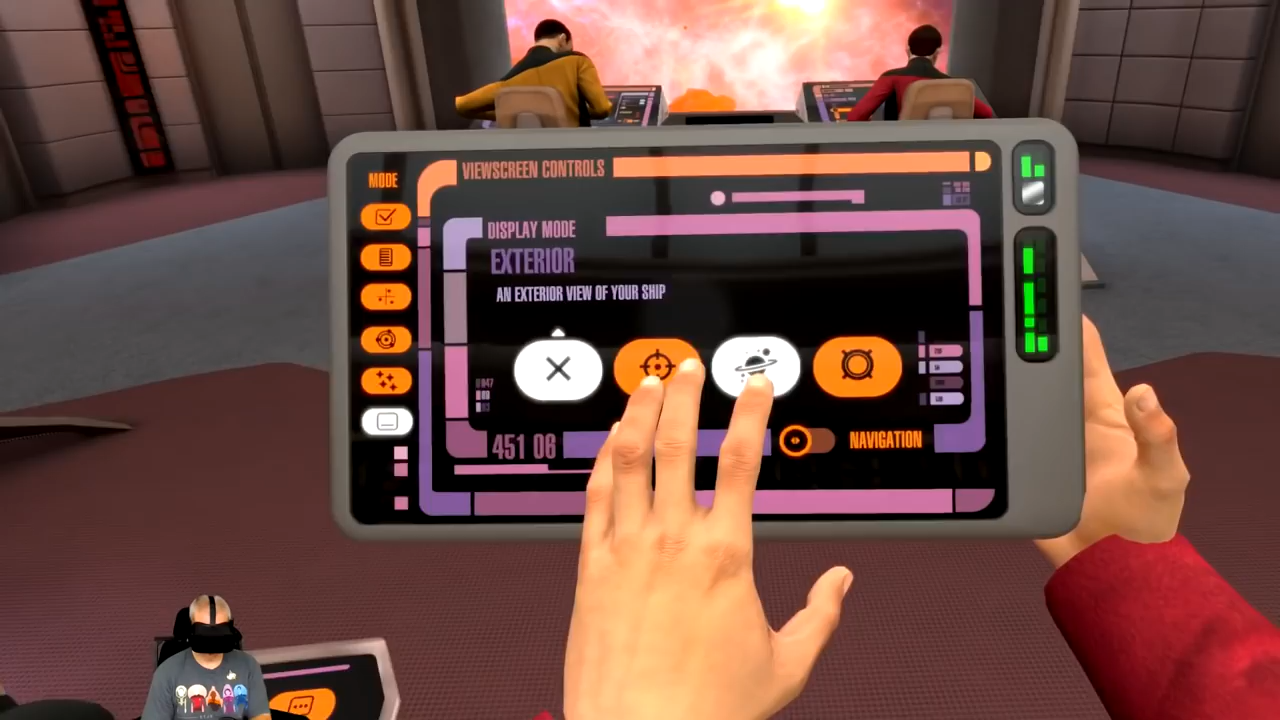 MODE
VIEWSCREEN CONTROLS
DISPLAY MODE
EXTERIOR
AN EXTERIOR VIEW OF YOUR SHIP
451 06
NAVIGATION